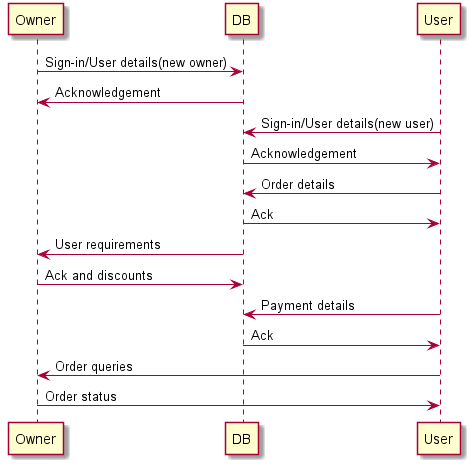 Owner DB User
Sign-in/User details(new owner)
Acknowledgement
Sign-in/User details(new user)
Acknowledgement
Order details
Ack
User requirements
Ack and discounts
Payment details
Ack
Order queries
Order status
Owner DB User